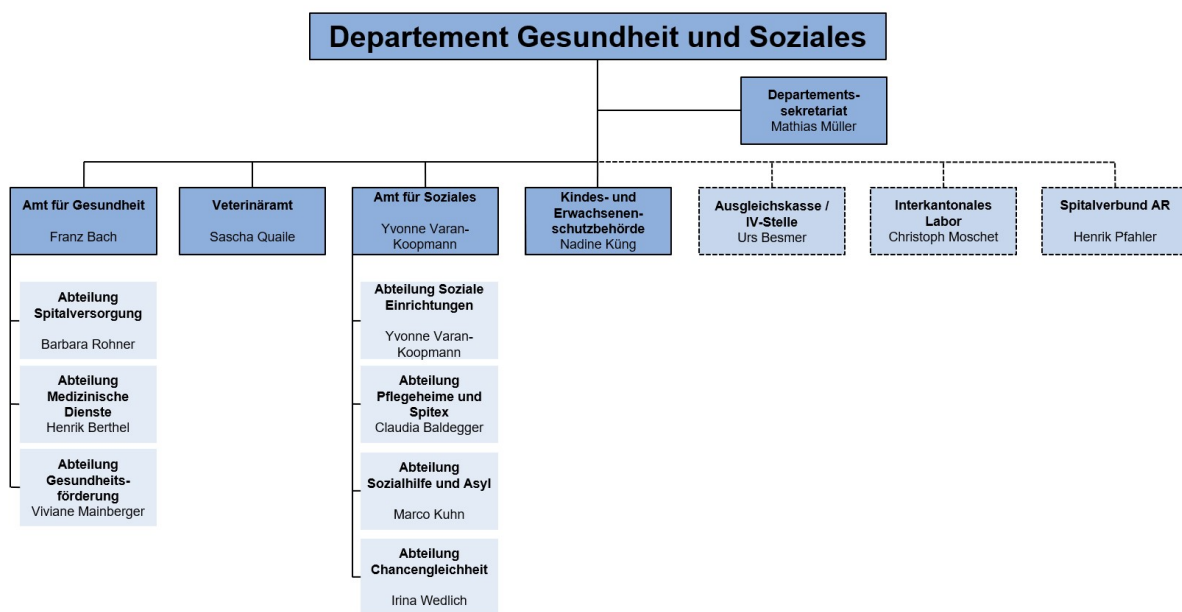 Departement Gesundheit und Soziales
Departements-
sekretariat
Mathias Müller
Amt für Gesundheit
Franz Bach
Veterinäramt
Sascha Quaile
Amt für Soziales
Yvonne Varan-
Koopmann
Kindes- und
Erwachsenen-
schutzbehörde
Nadine Küng
Ausgleichskasse /
IV-Stelle
Urs Besmer
Interkantonales
Labor
Christoph Moschet
Spitalverbund AR
Henrik Pfahler
Abteilung
Spitalversorgung
Barbara Rohner
Abteilung
Medizinische
Dienste
Henrik Berthel
Abteilung
Gesundheits-
förderung
Viviane Mainberger
Abteilung Soziale
Einrichtungen
Yvonne Varan-
Koopmann
Abteilung
Pflegeheime und
Spitex
Claudia Baldegger
Abteilung
Sozialhilfe und Asyl
Marco Kuhn
Abteilung
Chancengleichheit
Irina Wedlich